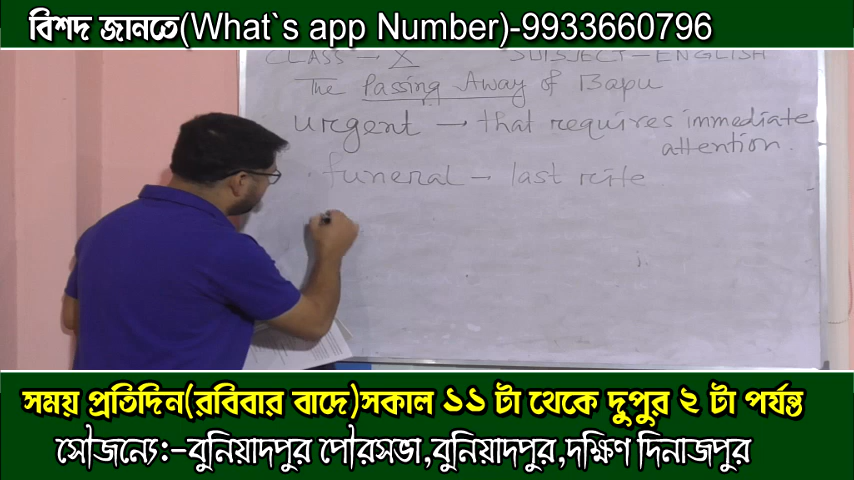 বিশদ জানতে(What`s app Number)-9933660796
CLASS → X SUBJECT - ENGLISH
The Passing Away of Bapu
urgent → that requires immediate
attention.
funeral - last rite
সময় প্রতিদিন(রবিবার বাদে)সকাল ১১ টা থেকে দুপুর ২ টা পর্যন্ত
সৌজন্যে:-বুনিয়াদপুর পৌরসভা,বুনিয়াদপুর,দক্ষিণ দিনাজপুর